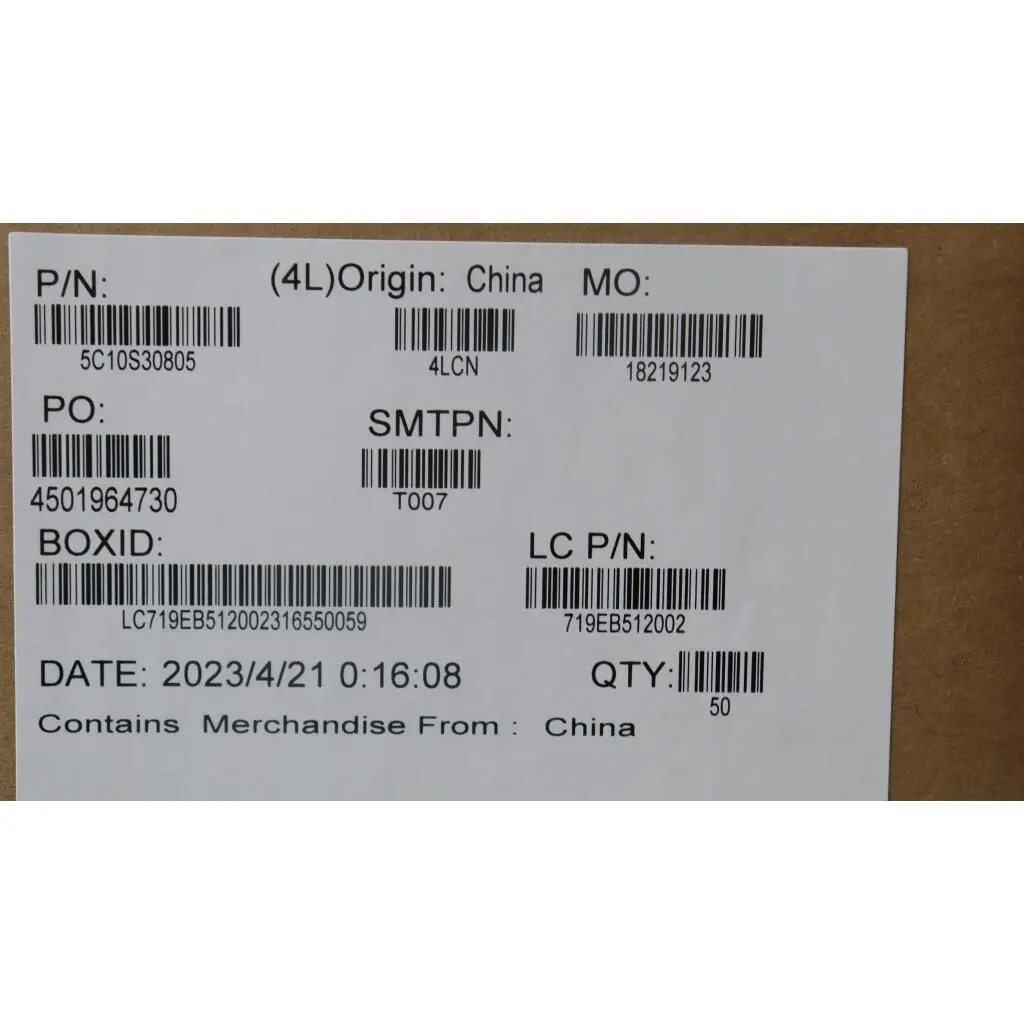 P/N: (4L)Origin: China MO:
5C10S30805 4LCN 18219123
PO: SMTPN:
4501964730 T007
BOXID: LC P/N:
LC719EB512002316550059 719EB512002
DATE: 2023/4/21 0:16:08 QTY:
50
Contains Merchandise From : China